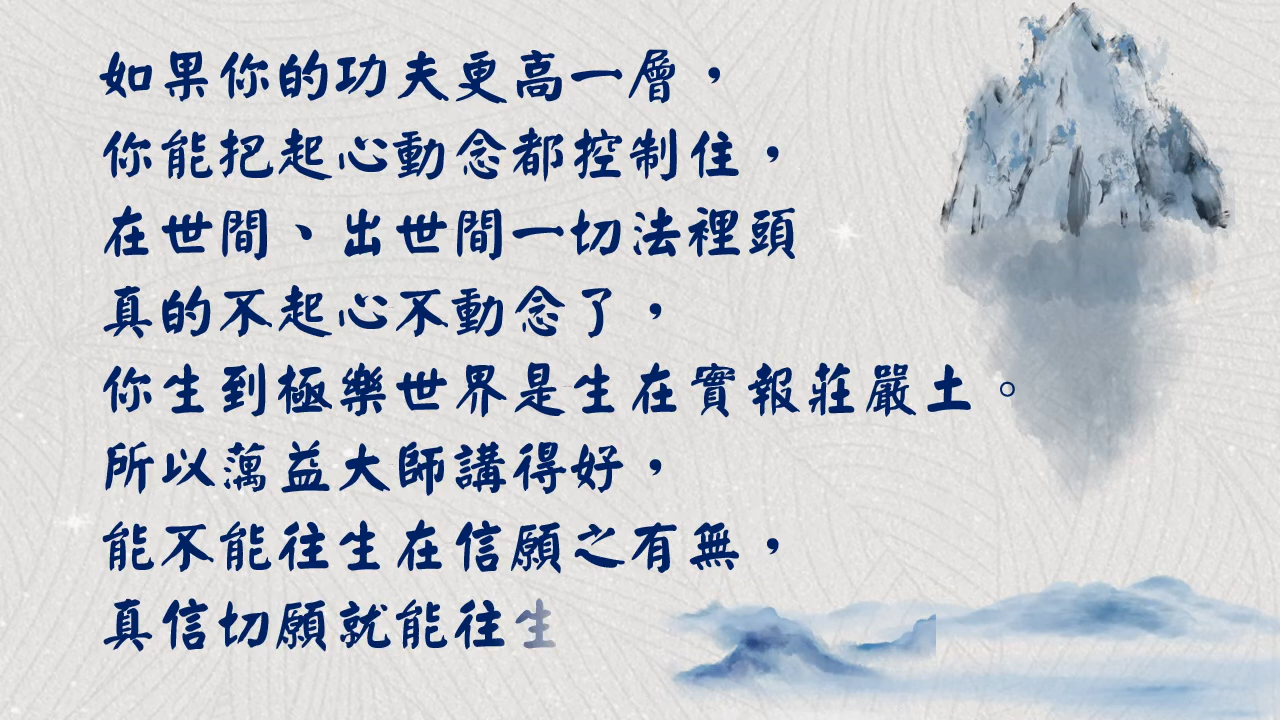 如果你的功夫更高一層，
你能把起心動念都控制住，
在世間、出世間一切法裡頭
真的不起心不動念了，
你生到極樂世界是生在實報莊嚴土。
所以蕅益大師講得好，
能不能往生在信願之有無，
真信切願就能往生